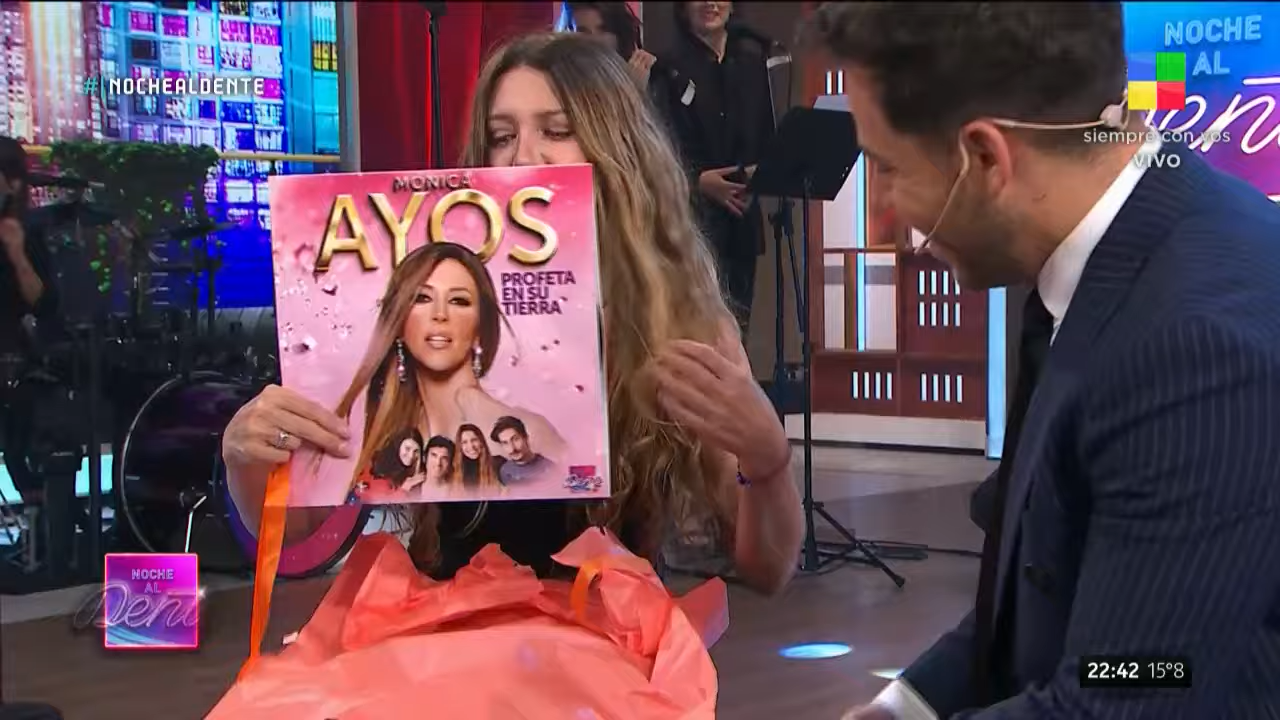 #NOCHEALDENTE
NOCHE
AL
siempre con vos
VIVO
MONICA
AYOS
PROFETA
EN SU
TIERRA
NOCHE
AL
22:42 15°8